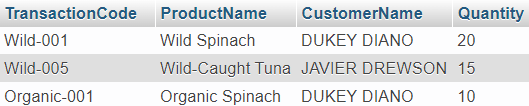 TransactionCode ProductName CustomerName Quantity
Wild-001 Wild Spinach DUKEY DIANO 20
Wild-005 Wild-Caught Tuna JAVIER DREWSON 15
Organic-001 Organic Spinach DUKEY DIANO 10